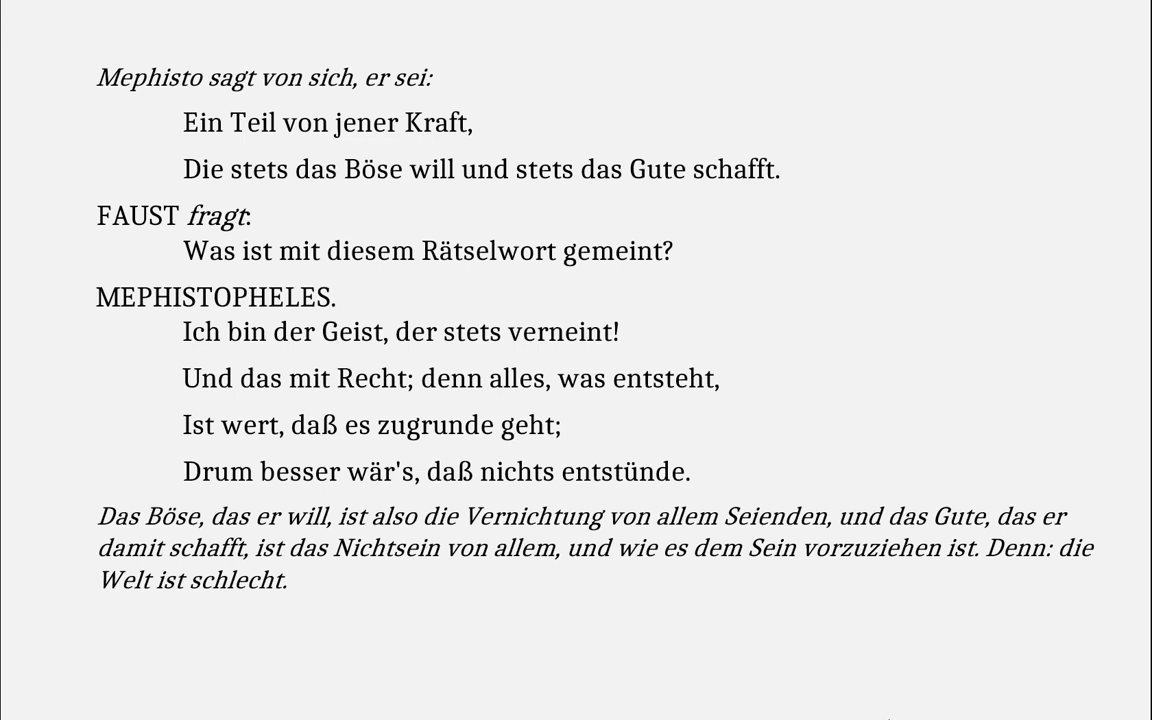 Mephisto sagt von sich, er sei:
Ein Teil von jener Kraft,
Die stets das Böse will und stets das Gute schafft.
FAUST fragt:
Was ist mit diesem Rätselwort gemeint?
MEPHISTOPHELES.
Ich bin der Geist, der stets verneint!
Und das mit Recht; denn alles, was entsteht,
Ist wert, daß es zugrunde geht;
Drum besser wär's, daß nichts entstünde.
Das Böse, das er will, ist also die Vernichtung von allem Seienden, und das Gute, das er
damit schafft, ist das Nichtsein von allem, und wie es dem Sein vorzuziehen ist. Denn: die
Welt ist schlecht.